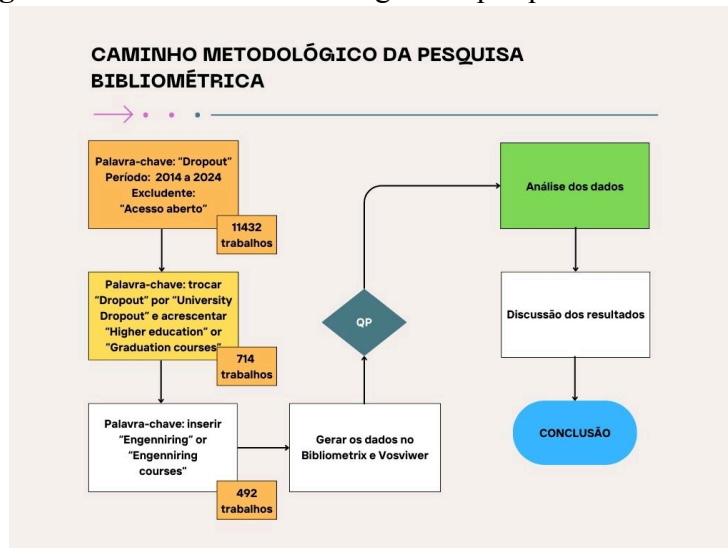 CAMINHO METODOLÓGICO DA PESQUISA
BIBLIOMÉTRICA
Palavra-chave: "Dropout"
Período: 2014 a 2024
Excludente:
"Acesso aberto"
11432
trabalhos
Palavra-chave: trocar
"Dropout" por "University
Dropout" e acrescentar
"Higher education" or
"Graduation courses"
714
trabalhos
Palavra-chave: inserir
"Engenniring" or
"Engenniring
courses"
492
trabalhos
Gerar os dados no
Bibliometrix e Vosviwer
QP
Análise dos dados
Discussão dos resultados
CONCLUSÃO